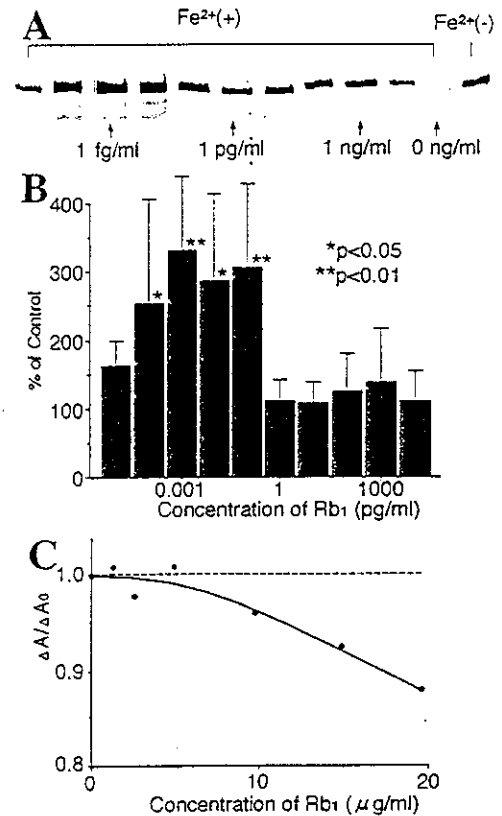 A
Fe²⁺(+)
Fe²⁺(-)
1 fg/ml 1 pg/ml 1 ng/ml 0 ng/ml
B
400
300
200
100
0
% of Control
*
**
*
**
*p<0.05
**p<0.01
0.001 1 1000
Concentration of Rb₁ (pg/ml)
C
1.0
0.9
0.8
ΔA/ΔA₀
0 10 20
Concentration of Rb₁ (μg/ml)